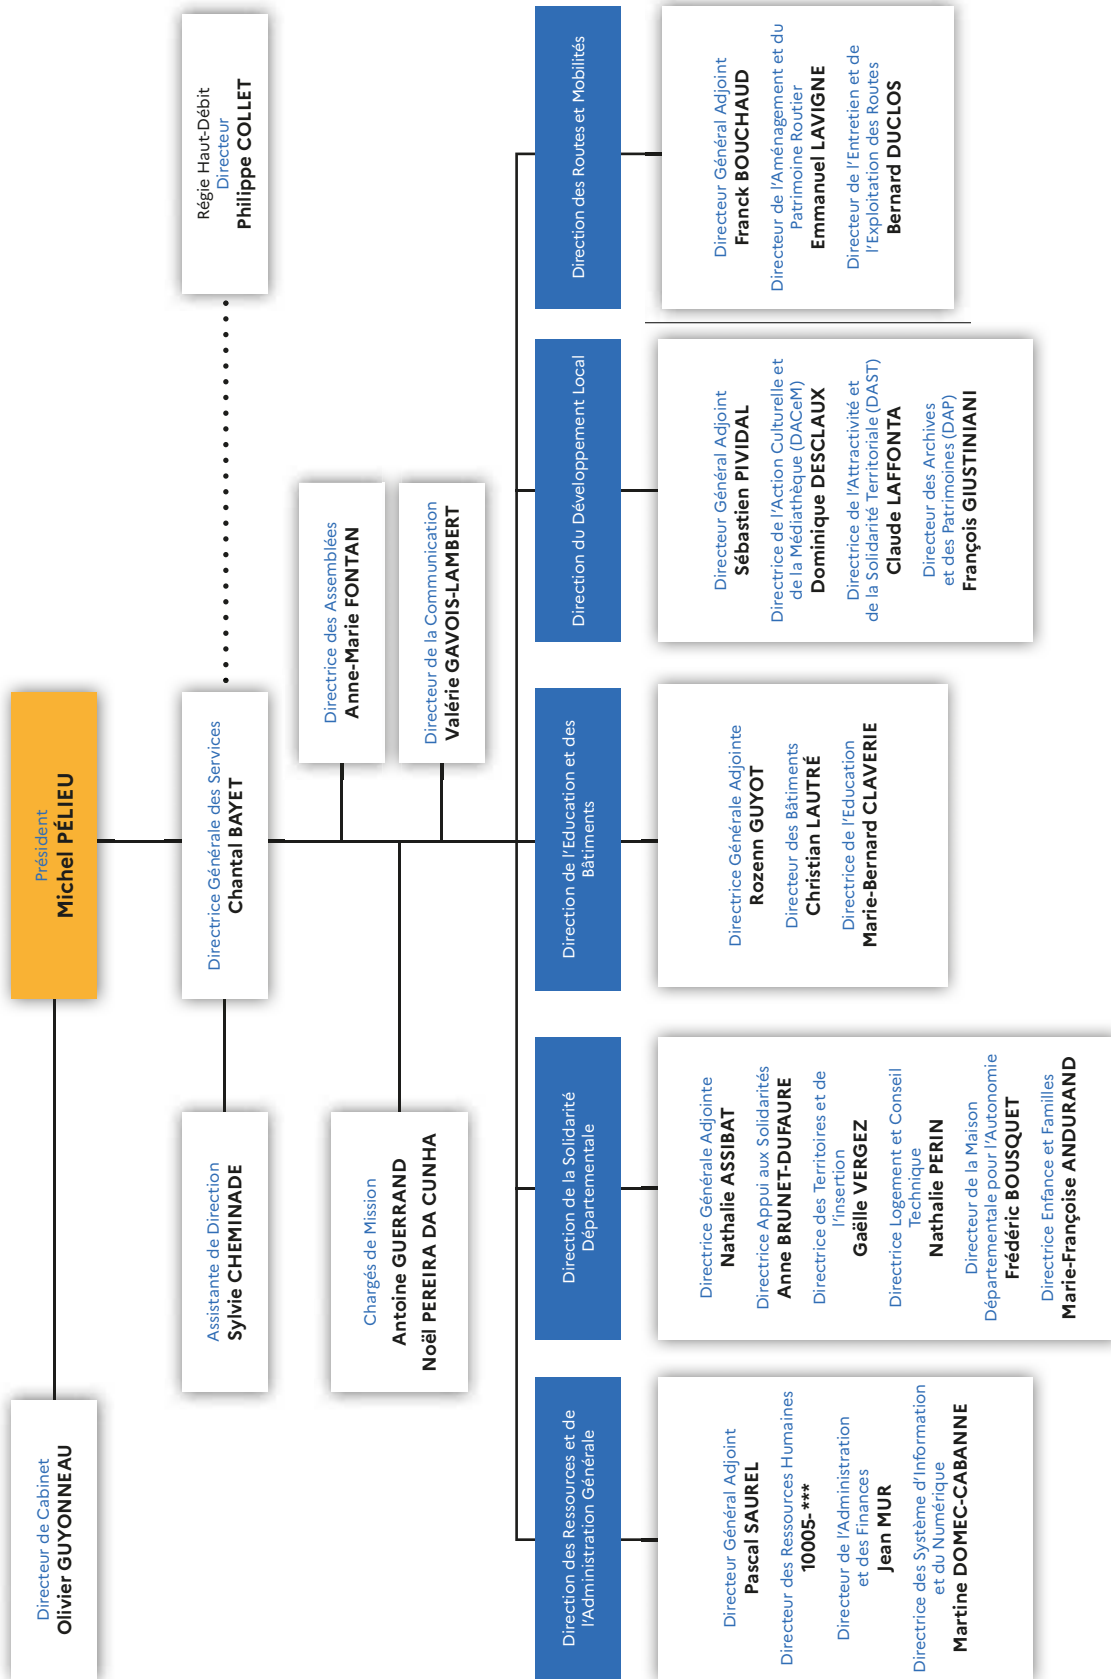 Président
Michel PÉLIEU
Directeur de Cabinet
Olivier GUYONNEAU
Directrice Générale des Services
Chantal BAYET
Assistante de Direction
Sylvie CHEMINADE
Régie Haut-Débit
Directeur
Philippe COLLET
Directrice des Assemblées
Anne-Marie FONTAN
Chargés de Mission
Antoine GUERRAND
Noël PEREIRA DA CUNHA
Directeur de la Communication
Valérie GAVOIS-LAMBERT
Direction des Ressources et de
l'Administration Générale
Directeur Général Adjoint
Pascal SAUREL
Directeur des Ressources Humaines
10005-***
Directeur de l'Administration
et des Finances
Jean MUR
Directrice des Système d'Information
et du Numérique
Martine DOMEC-CABANNE
Direction de la Solidarité
Départementale
Directrice Générale Adjointe
Nathalie ASSIBAT
Directrice Appui aux Solidarités
Anne BRUNET-DUFAURE
Directrice des Territoires et de
l'insertion
Gaëlle VERGEZ
Directrice Logement et Conseil
Technique
Nathalie PERIN
Directeur de la Maison
Départementale pour l'Autonomie
Frédéric BOUSQUET
Directrice Enfance et Familles
Marie-Françoise ANDURAND
Direction de l'Education et des
Bâtiments
Directrice Générale Adjointe
Rozenn GUYOT
Directeur des Bâtiments
Christian LAUTRÉ
Directrice de l'Education
Marie-Bernard CLAVERIE
Direction du Développement Local
Directeur Général Adjoint
Sébastien PIVIDAL
Directrice de l'Action Culturelle et
de la Médiathèque (DACeM)
Dominique DESCLAUX
Directrice de l'Attractivité et
de la Solidarité Territoriale (DAST)
Claude LAFFONTA
Directeur des Archives
et des Patrimoines (DAP)
François GIUSTINIANI
Direction des Routes et Mobilités
Directeur Général Adjoint
Franck BOUCHAUD
Directeur de l'Aménagement et du
Patrimoine Routier
Emmanuel LAVIGNE
Directeur de l'Entretien et de
l'Exploitation des Routes
Bernard DUCLOS